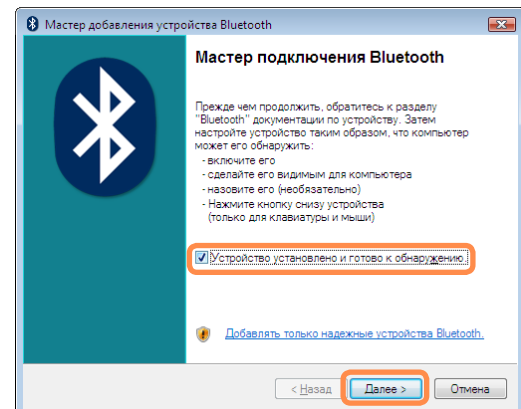 Мастер добавления устройства Bluetooth
Мастер подключения Bluetooth
Прежде чем продолжить, обратитесь к разделу
"Bluetooth" документации по устройству. Затем
настройте устройство таким образом, что компьютер
может его обнаружить:
- включите его
- сделайте его видимым для компьютера
- назовите его (необязательно)
- Нажмите кнопку снизу устройства
(только для клавиатуры и мыши)
Устройство установлено и готово к обнаружению.
Добавлять только надежные устройства Bluetooth.
< Назад Далее > Отмена